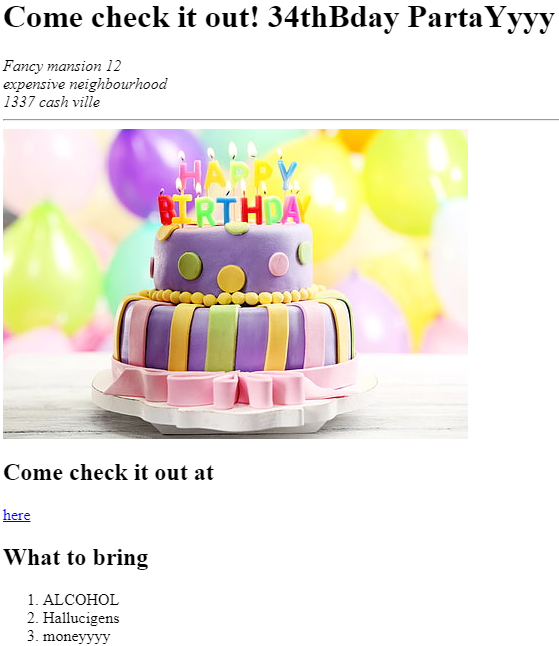 Come check it out! 34thBday PartaYyyy
Fancy mansion 12
expensive neighbourhood
1337 cash ville
HAPPY
BIRTHDAY
Come check it out at
here
What to bring
1. ALCOHOL
2. Hallucigens
3. moneyyyy